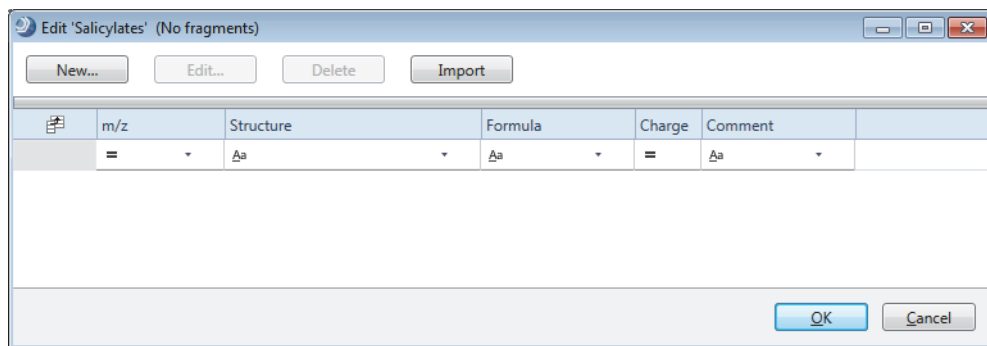 Edit 'Salicylates' (No fragments)
New... Edit... Delete Import
m/z Structure Formula Charge Comment
= Aa Aa = Aa
OK Cancel